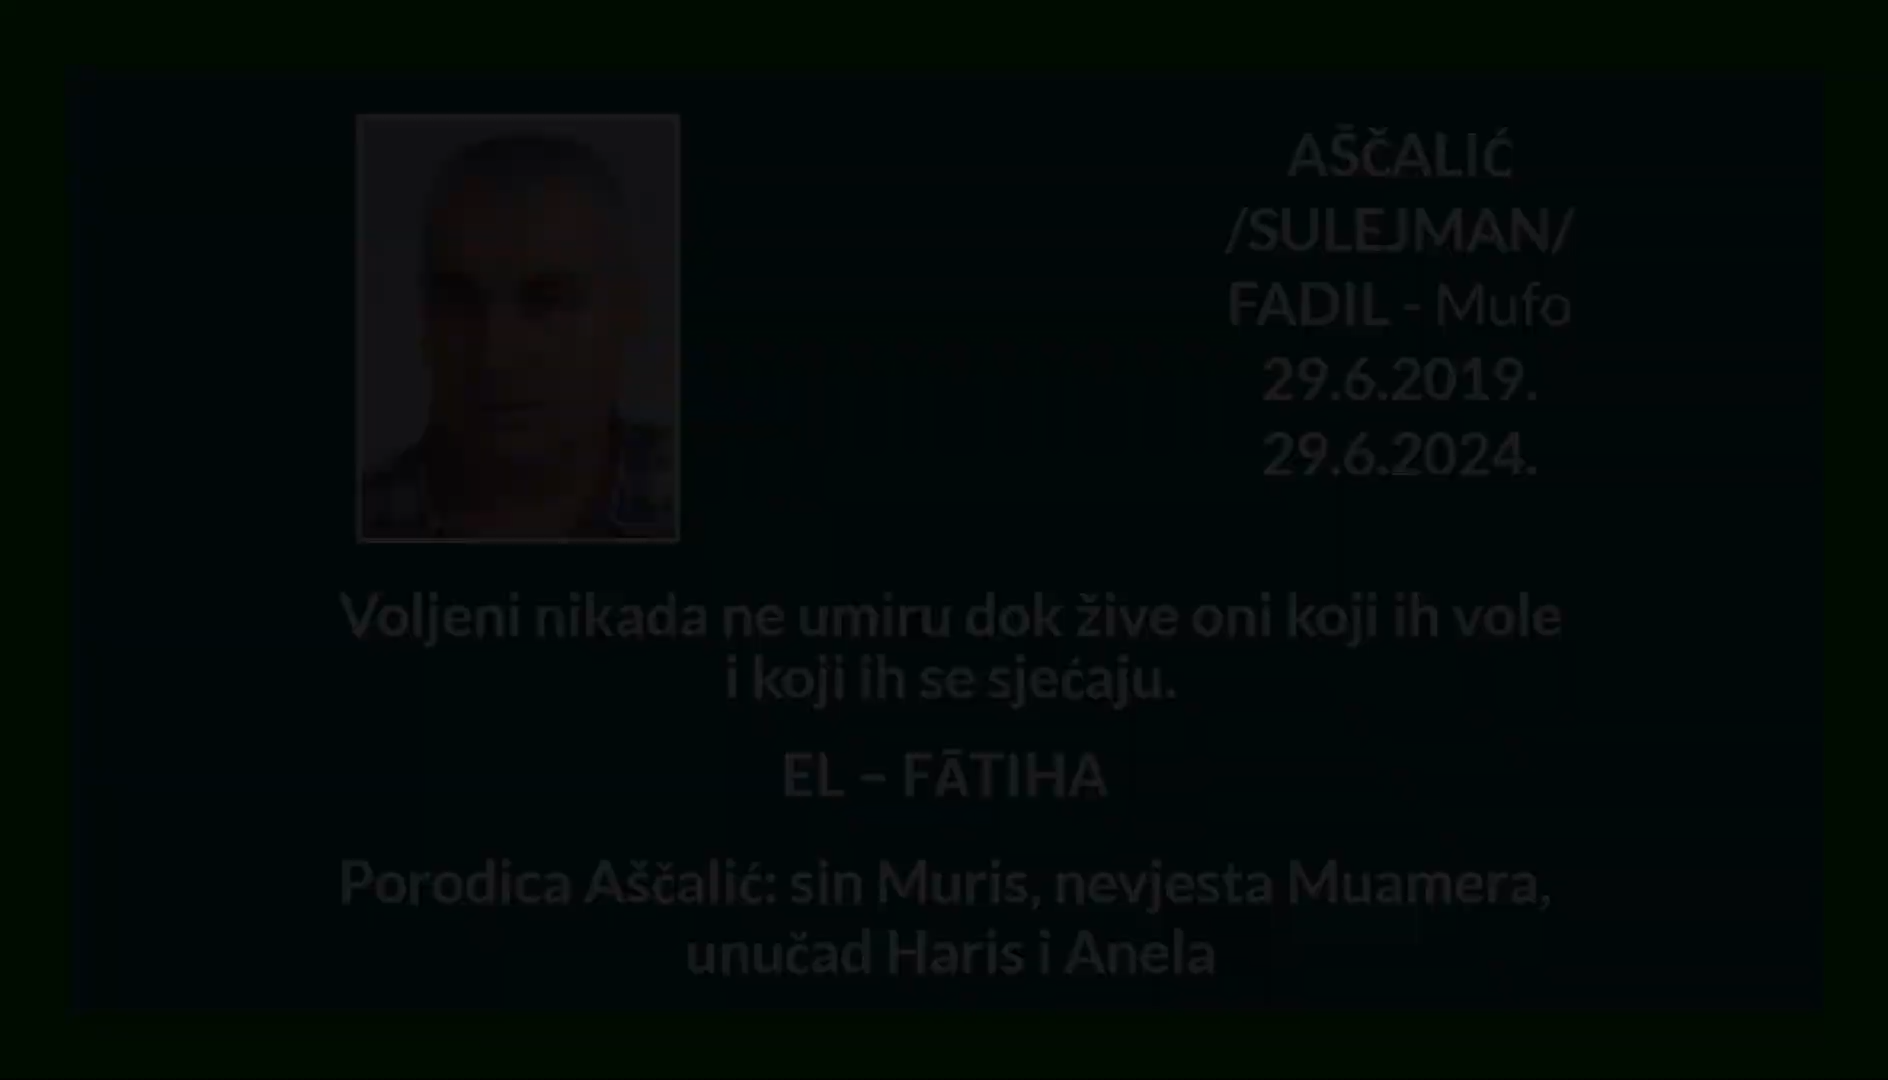 AŠČALIĆ
/SULEJMAN/
FADIL - Mufo
29.6.2019.
29.6.2024.
Voljeni nikada ne umiru dok žive oni koji ih vole
i koji ih se sjećaju.
EL – FĀTIHA
Porodica Aščalić: sin Muris, nevjesta Muamera,
unučad Haris i Anela